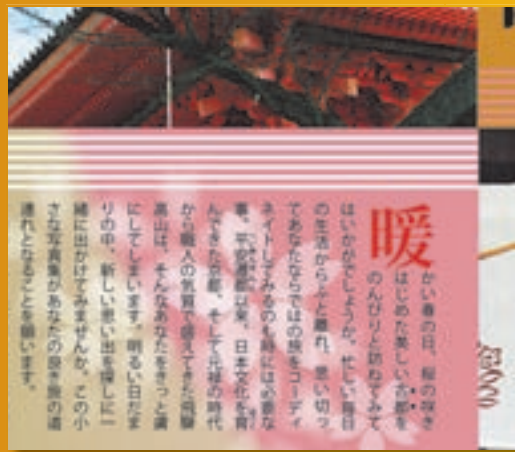 暖かい春の日、桜の咲き
はじめた美しい古都を
のんびりと訪ねてみて
はいかがでしょうか。忙しい毎日
の生活からふと離れ、思い切っ
てあなたならではの旅をコーディ
ネイトしてみるのも時には必要な
事。平安遷都以来、日本文化を育
んできた京都、そして元禄の時代
から職人の気質で栄えてきた飛騨
高山は、そんなあなたをきっと虜
にしてしまいます。明るい日だま
りの中、新しい思い出を探しに一
緒に出かけてみませんか。この小
さな写真集があなたの良き旅の道
連れとなることを願います。